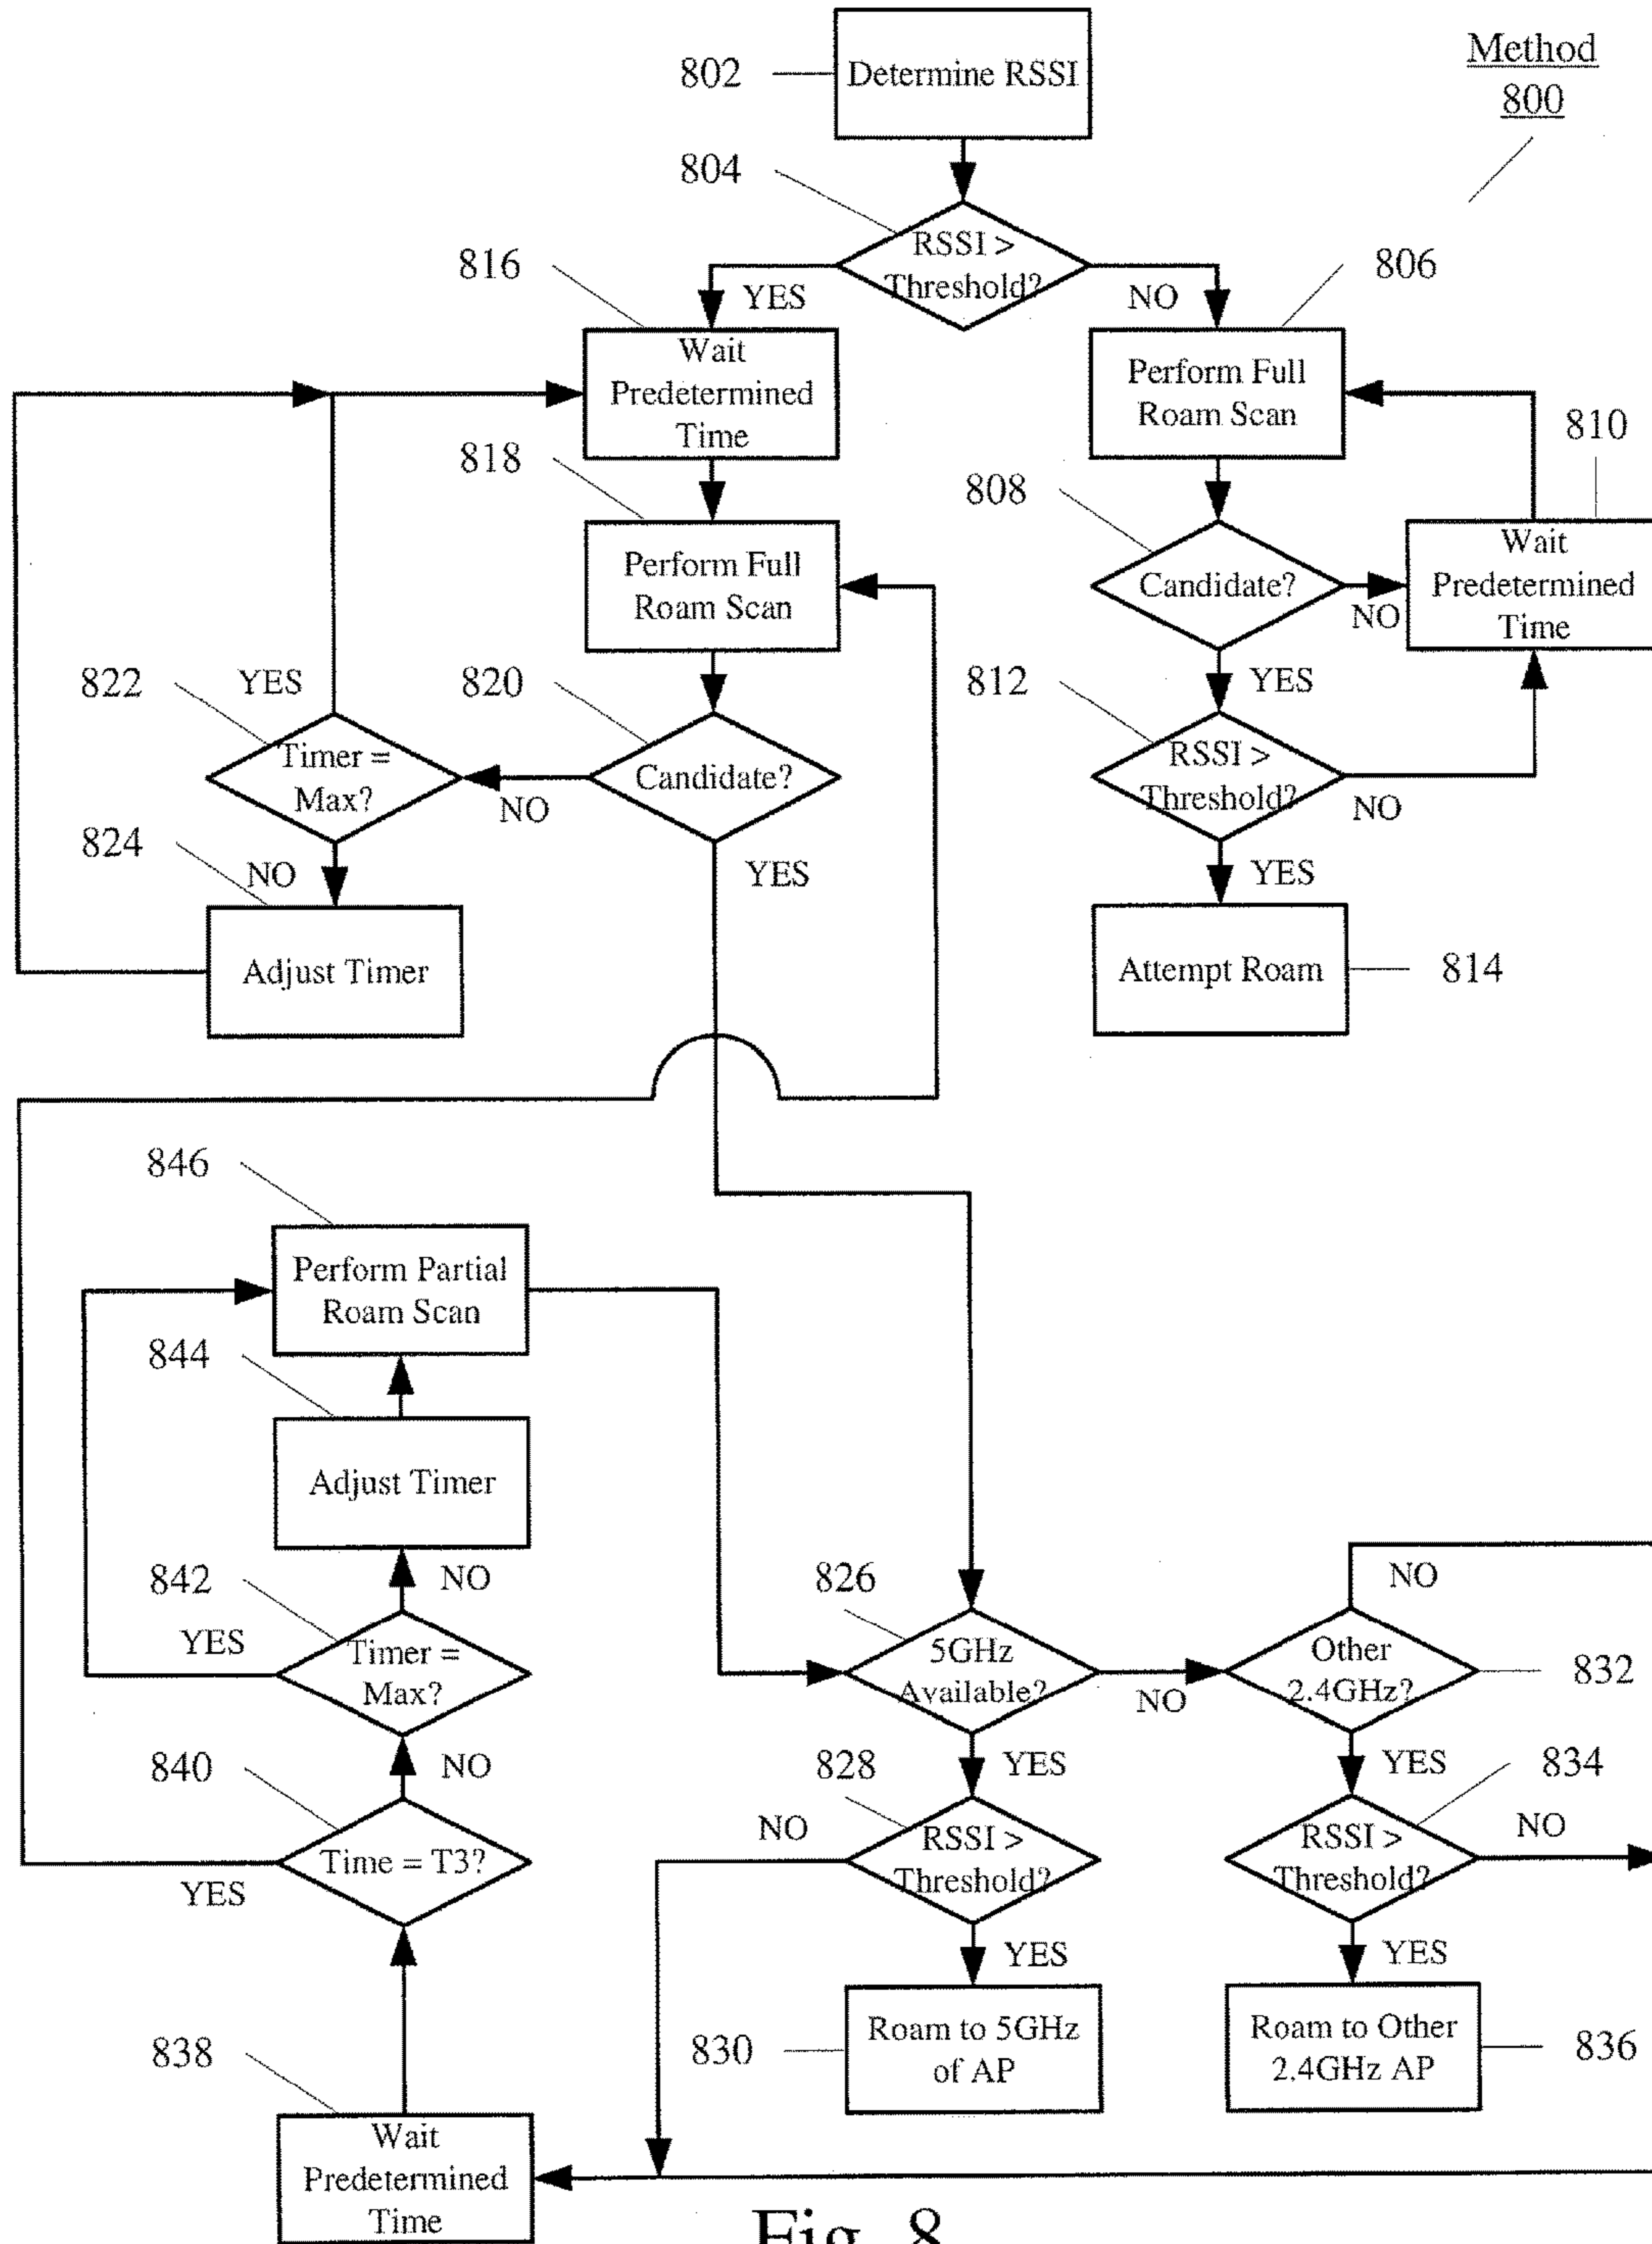 Method
800
802
Determine RSSI
804
RSSI >
Threshold?
816
YES
NO
806
Wait
Predetermined
Time
Perform Full
Roam Scan
810
818
808
Perform Full
Roam Scan
Candidate?
NO
Wait
Predetermined
Time
822
YES
820
812
YES
Timer =
Max?
NO
Candidate?
RSSI >
Threshold?
NO
824
NO
YES
YES
Adjust Timer
Attempt Roam
814
846
Perform Partial
Roam Scan
844
Adjust Timer
842
NO
826
NO
YES
Timer =
Max?
5GHz
Available?
NO
Other
2.4GHz?
832
840
NO
828
YES
YES
834
Time = T3?
YES
NO
RSSI >
Threshold?
RSSI >
Threshold?
NO
YES
YES
838
830
Roam to 5GHz
of AP
Roam to Other
2.4GHz AP
836
Wait
Predetermined
Time
Fig. 8